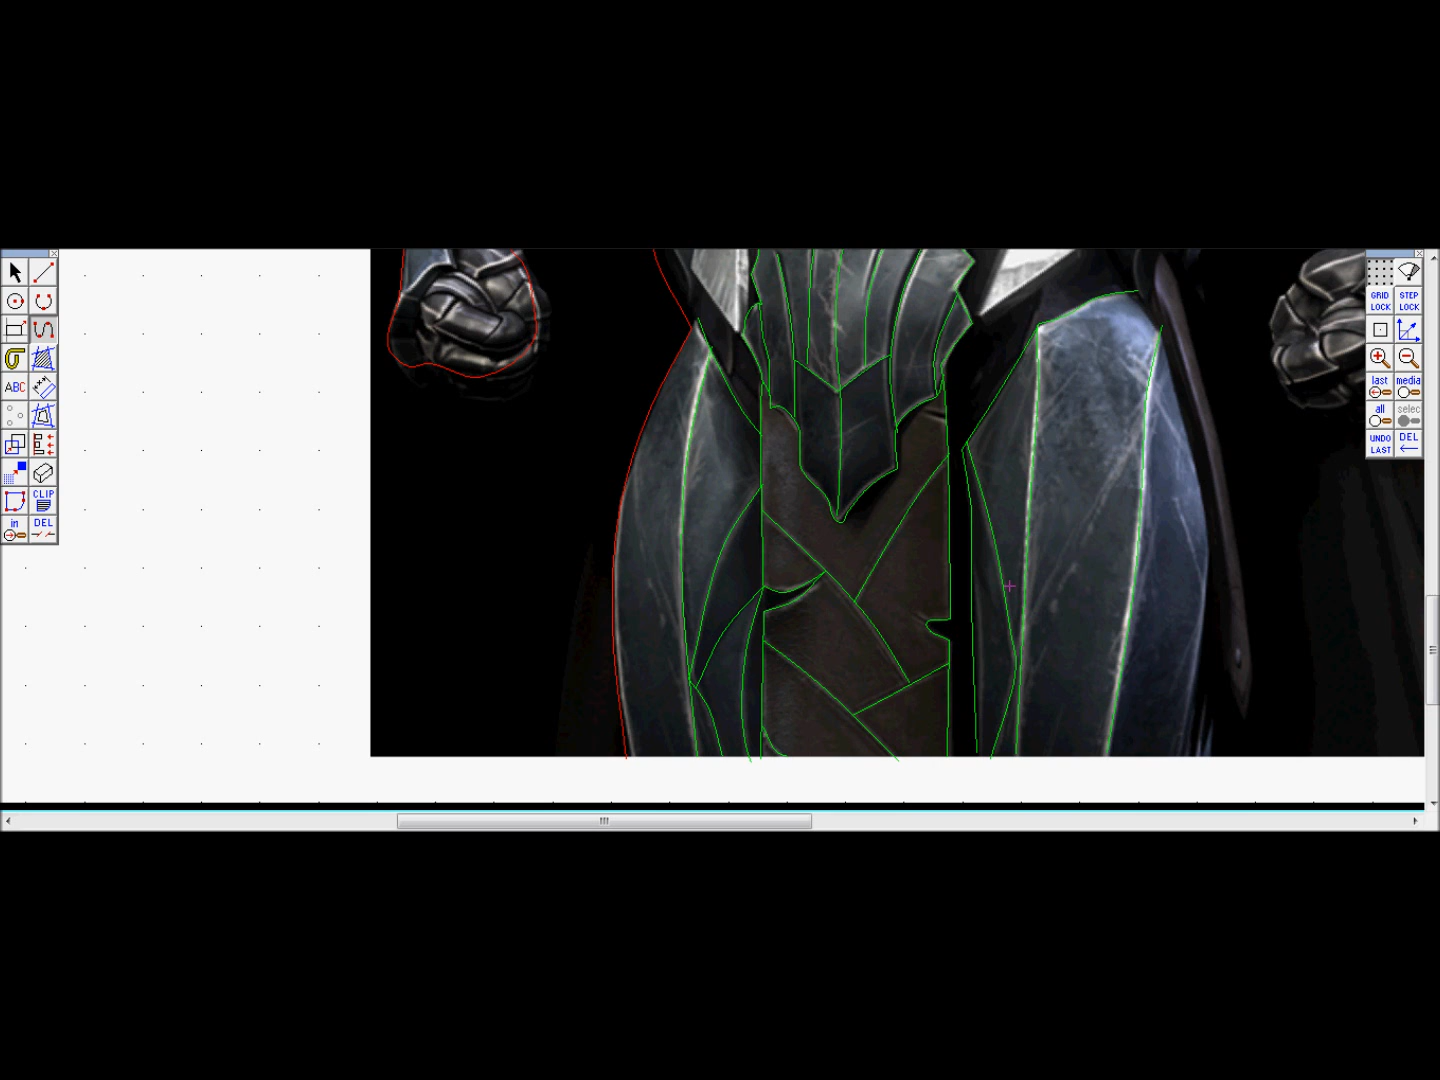 ABC
CLIP
in
DEL
GRID
LOCK
STEP
LOCK
last
media
all
selec
UNDO
LAST
DEL